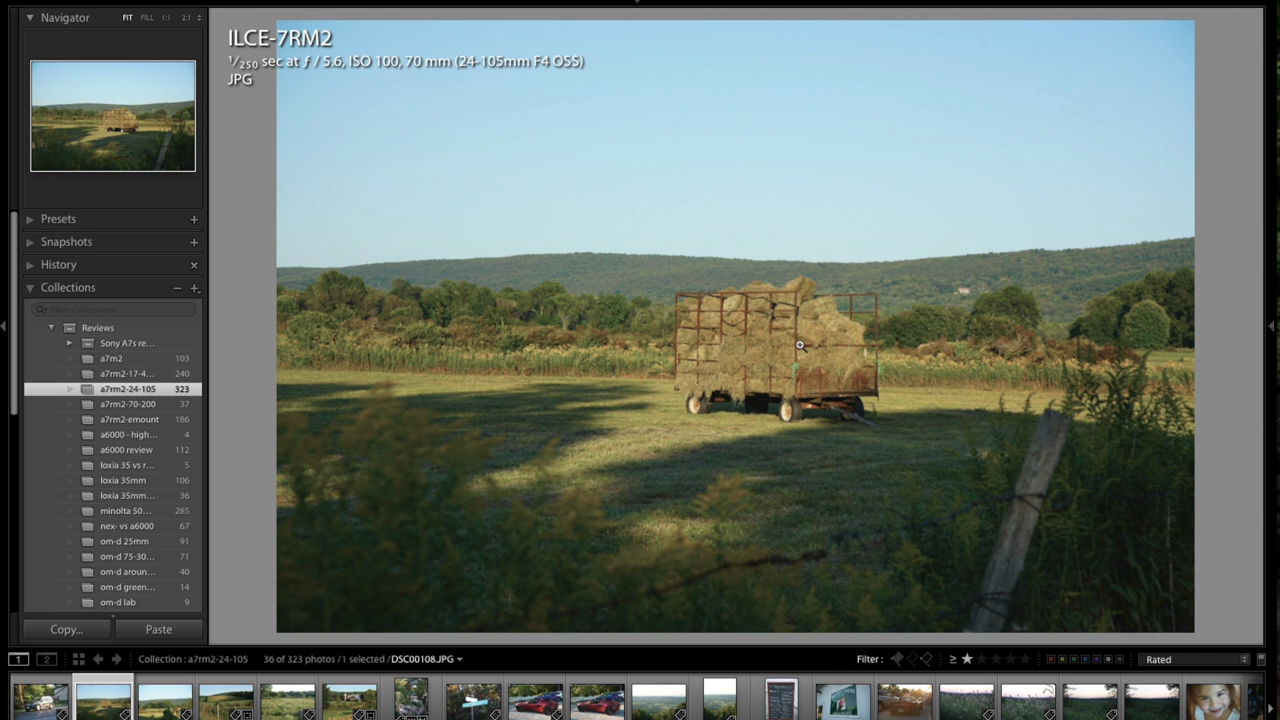 Navigator FIT FILL 1:1 2:1
ILCE-7RM2
1/250 sec at ƒ / 5.6, ISO 100, 70 mm (24-105mm F4 OSS)
JPG
Presets
Snapshots
History
Collections
Filter Collections
Reviews
Sony A7s re...
a7m2 103
a7rm2-17-4... 240
a7rm2-24-105 323
a7rm2-70-200 37
a7rm2-emount 186
a6000 - high... 4
a6000 review 112
loxia 35 vs r... 5
loxia 35mm 106
loxia 35mm... 36
minolta 50... 285
nex- vs a6000 67
om-d 25mm 91
om-d 75-30... 71
om-d aroun... 40
om-d green... 14
om-d lab 9
Copy... Paste
1 2 Collection : a7rm2-24-105 36 of 323 photos / 1 selected / DSC00108.JPG Filter : ≥ Rated